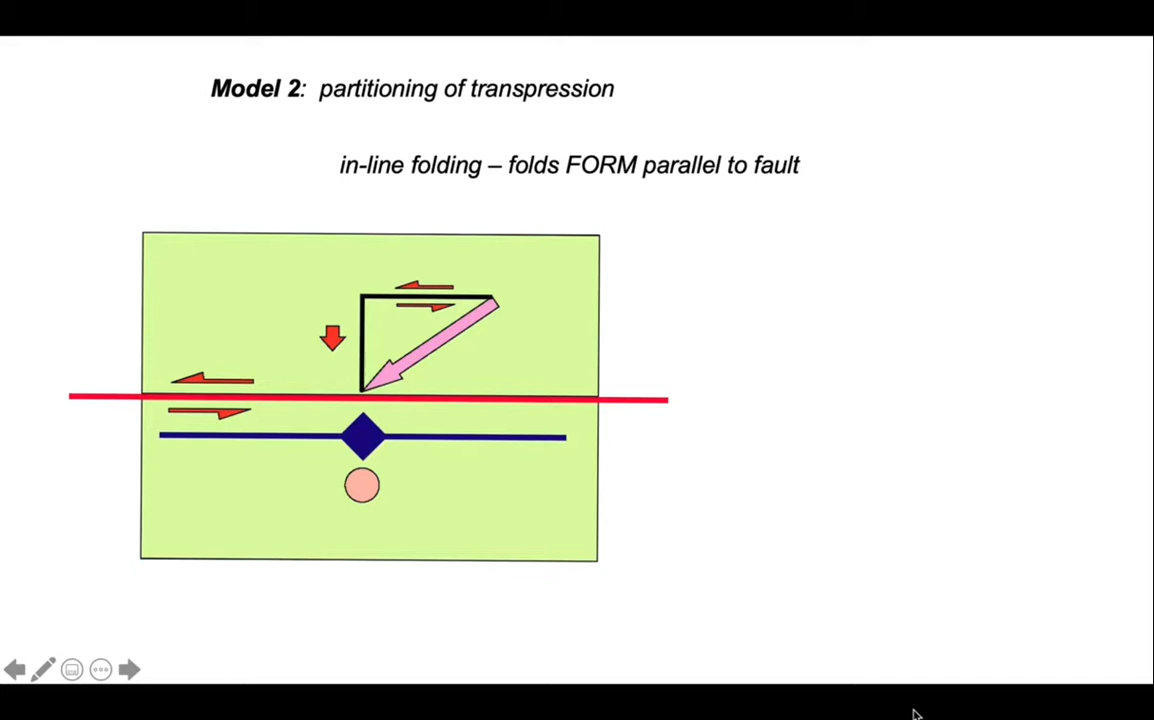 Model 2: partitioning of transpression
in-line folding – folds FORM parallel to fault